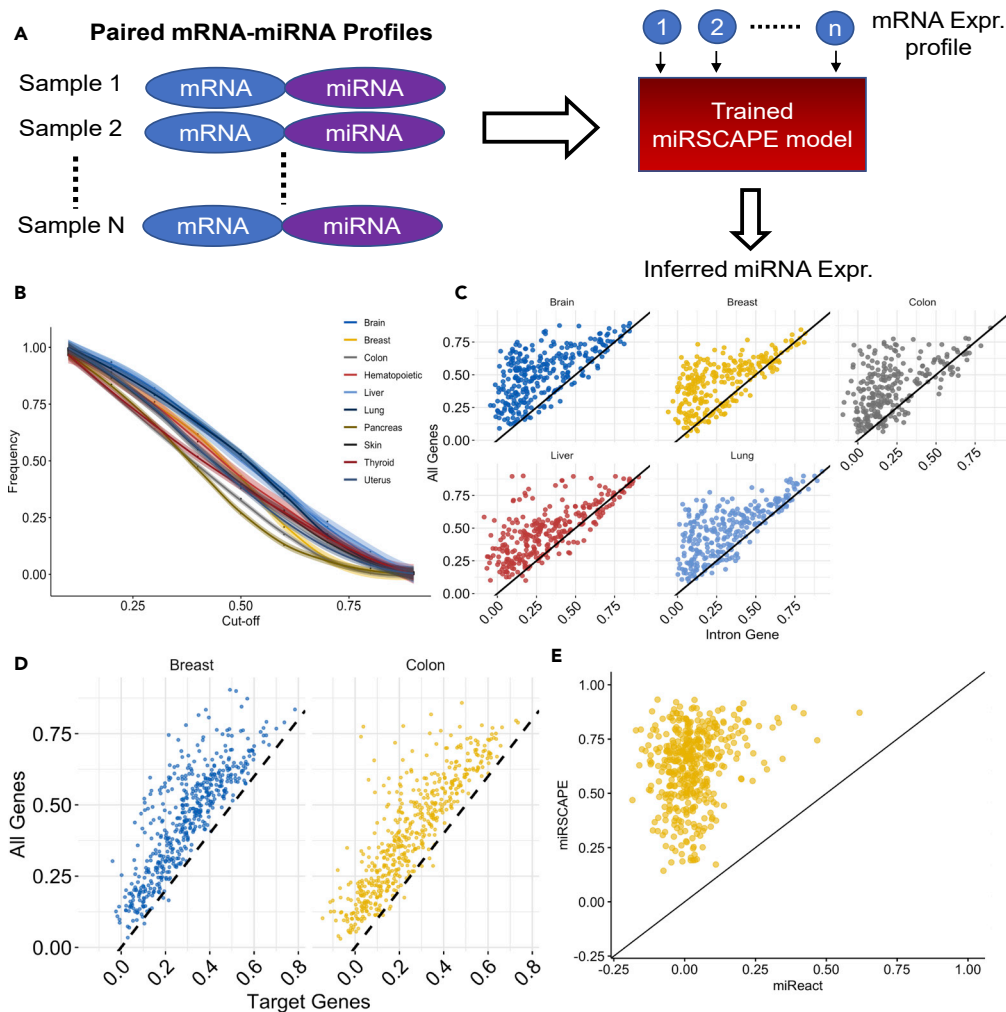 A
Paired mRNA-miRNA Profiles
Sample 1
mRNA
miRNA
Sample 2
mRNA
miRNA
Sample N
mRNA
miRNA
1
2
n
mRNA Expr.
profile
Trained
miRSCAPE model
Inferred miRNA Expr.
B
1.00
0.75
0.50
0.25
0.00
Frequency
0.25
0.50
0.75
Cut-off
Brain
Breast
Colon
Hematopoietic
Liver
Lung
Pancreas
Skin
Thyroid
Uterus
C
Brain
Breast
Colon
0.75
0.50
0.25
0.00
All Genes
Liver
Lung
0.00
0.25
0.50
0.75
0.75
0.50
0.25
0.00
0.00
0.25
0.50
0.75
0.00
0.25
0.50
0.75
Intron Gene
D
Breast
Colon
0.75
0.50
0.25
0.00
All Genes
0.0
0.2
0.4
0.6
0.8
0.0
0.2
0.4
0.6
0.8
Target Genes
E
1.00
0.75
0.50
0.25
0.00
-0.25
miRSCAPE
-0.25
0.00
0.25
0.50
0.75
1.00
miReact